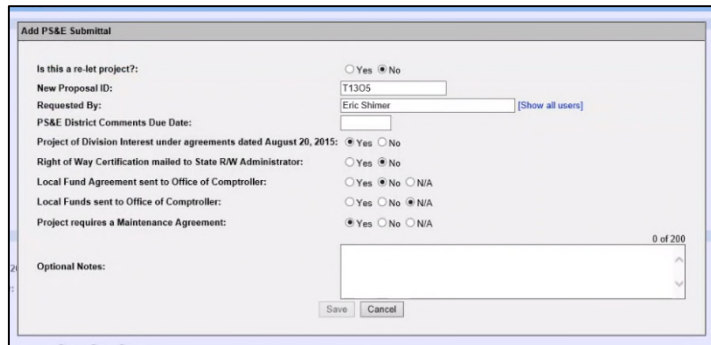 Add PS&E Submittal
Is this a re-let project?: Yes No
New Proposal ID: T13O5
Requested By: Eric Shimer [Show all users]
PS&E District Comments Due Date:
Project of Division Interest under agreements dated August 20, 2015: Yes No
Right of Way Certification mailed to State R/W Administrator: Yes No
Local Fund Agreement sent to Office of Comptroller: Yes No N/A
Local Funds sent to Office of Comptroller: Yes No N/A
Project requires a Maintenance Agreement: Yes No N/A
0 of 200
Optional Notes:
Save Cancel